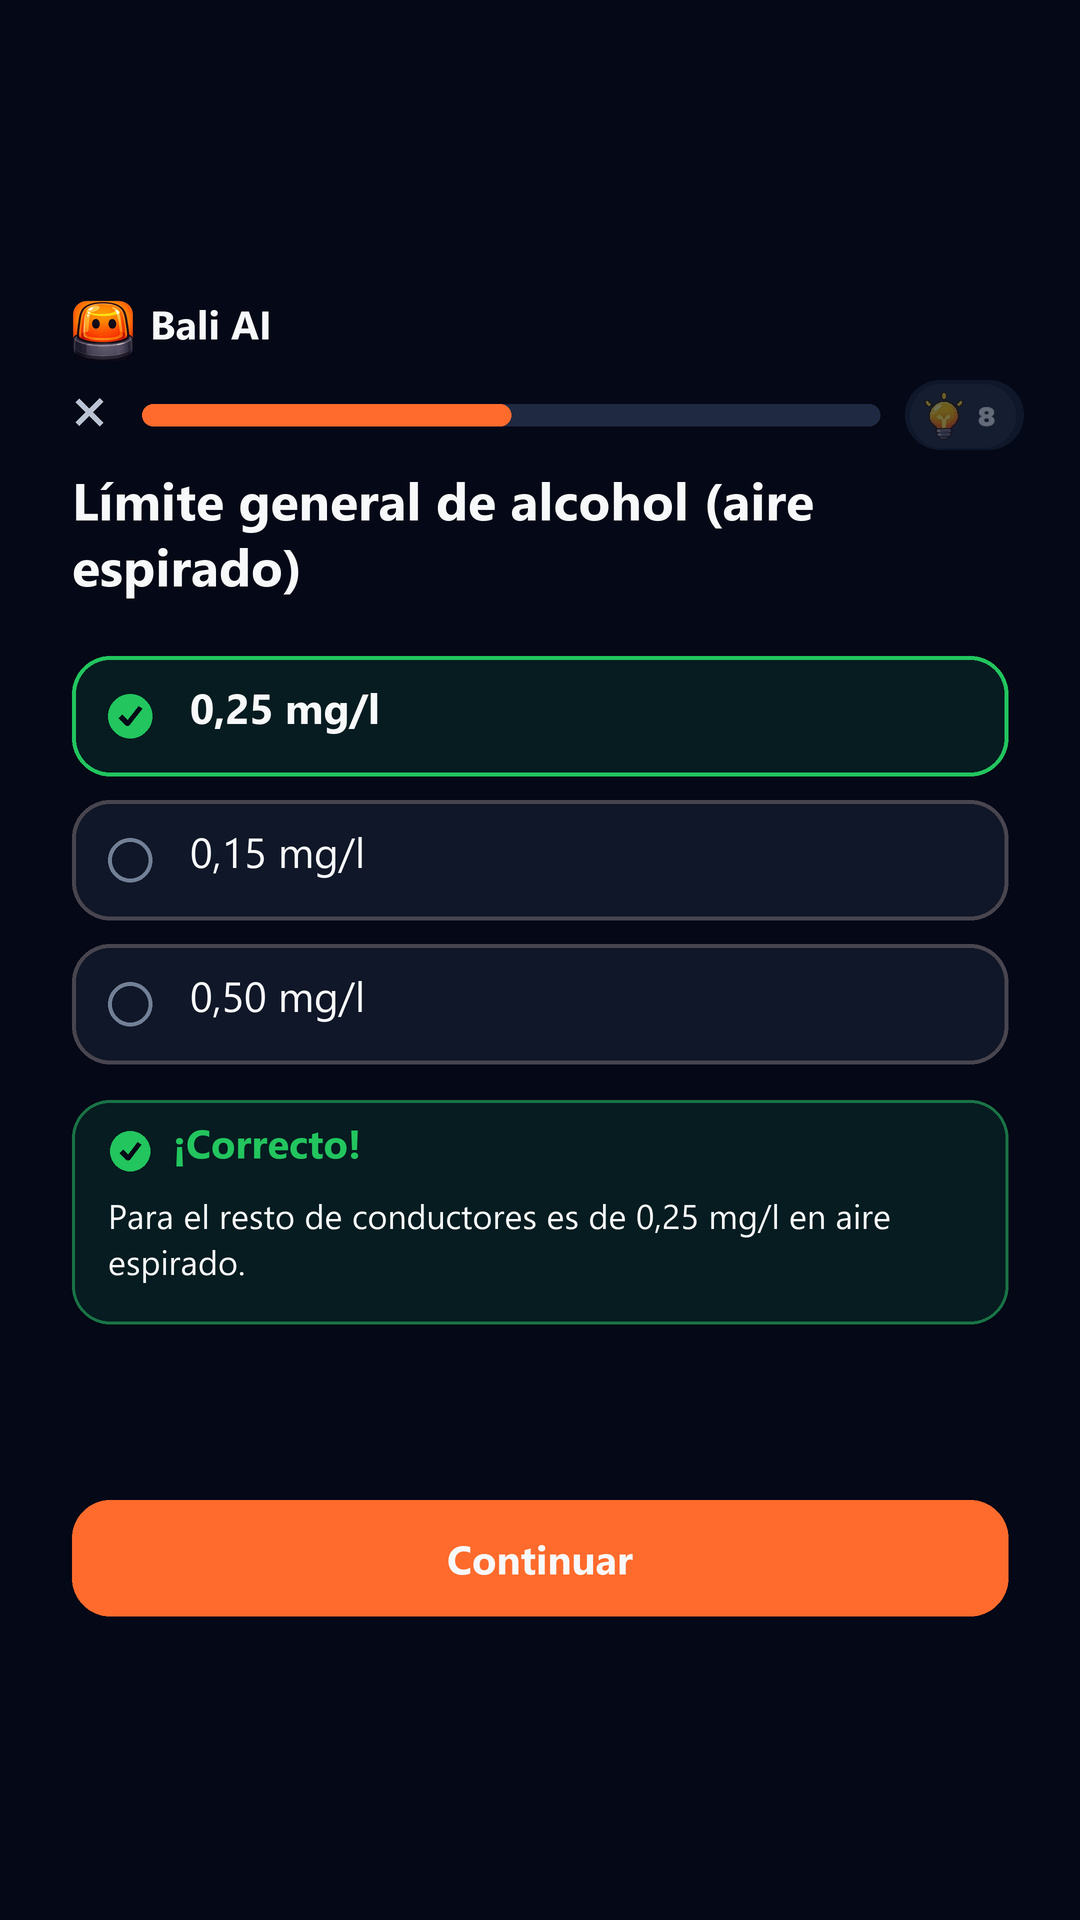 Bali AI
8
Límite general de alcohol (aire
espirado)
0,25 mg/l
0,15 mg/l
0,50 mg/l
¡Correcto!
Para el resto de conductores es de 0,25 mg/l en aire
espirado.
Continuar